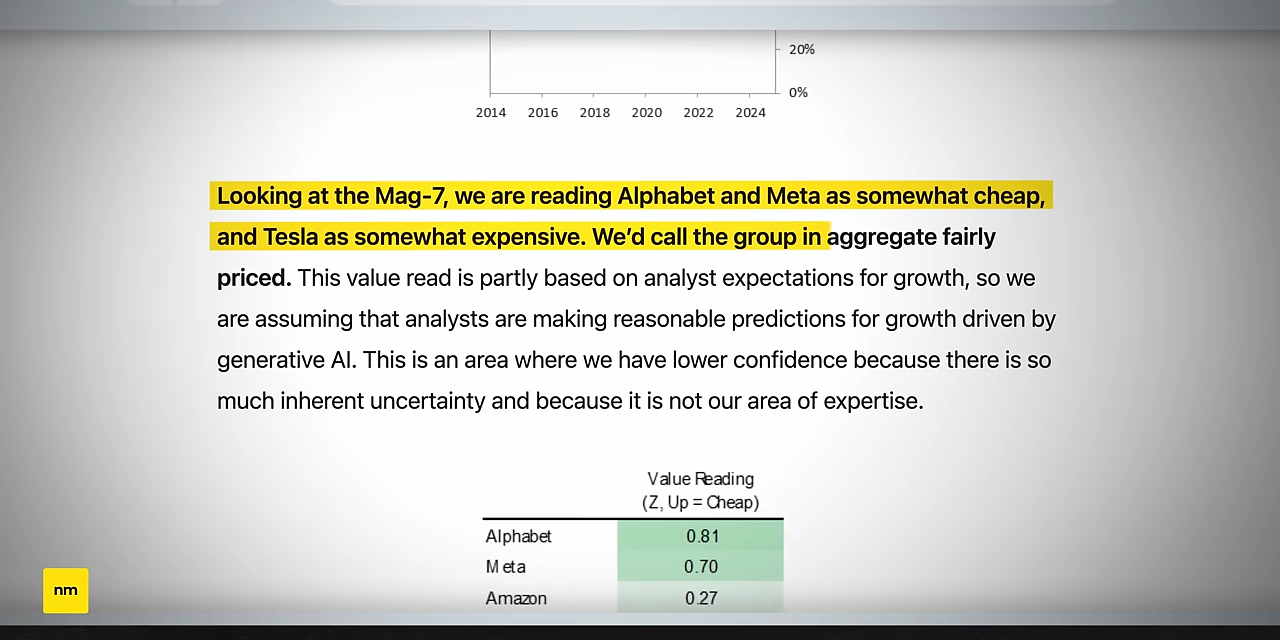 20%
0%
2014 2016 2018 2020 2022 2024
Looking at the Mag-7, we are reading Alphabet and Meta as somewhat cheap,
and Tesla as somewhat expensive. We’d call the group in aggregate fairly
priced. This value read is partly based on analyst expectations for growth, so we
are assuming that analysts are making reasonable predictions for growth driven by
generative AI. This is an area where we have lower confidence because there is so
much inherent uncertainty and because it is not our area of expertise.
Value Reading
(Z, Up = Cheap)
Alphabet 0.81
Meta 0.70
Amazon 0.27
nm